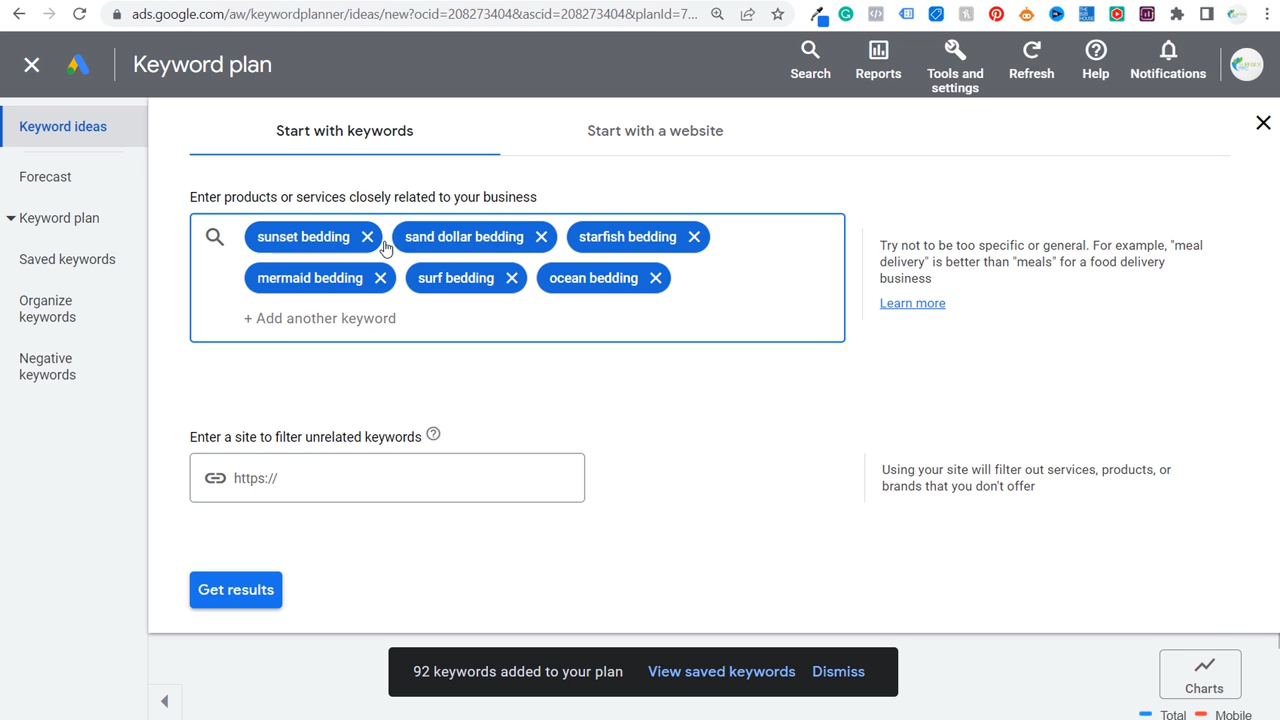 ads.google.com/aw/keywordplanner/ideas/new?ocid=208273404&ascid=208273404&planId=7...
Keyword plan
Search
Reports
Tools and
settings
Refresh
Help
Notifications
Keyword ideas
Forecast
Keyword plan
Saved keywords
Organize
keywords
Negative
keywords
Start with keywords
Start with a website
Enter products or services closely related to your business
sunset bedding
sand dollar bedding
starfish bedding
mermaid bedding
surf bedding
ocean bedding
+ Add another keyword
Try not to be too specific or general. For example, "meal
delivery" is better than "meals" for a food delivery
business
Learn more
Enter a site to filter unrelated keywords
https://
Using your site will filter out services, products, or
brands that you don't offer
Get results
92 keywords added to your plan
View saved keywords
Dismiss
Charts
Total
Mobile